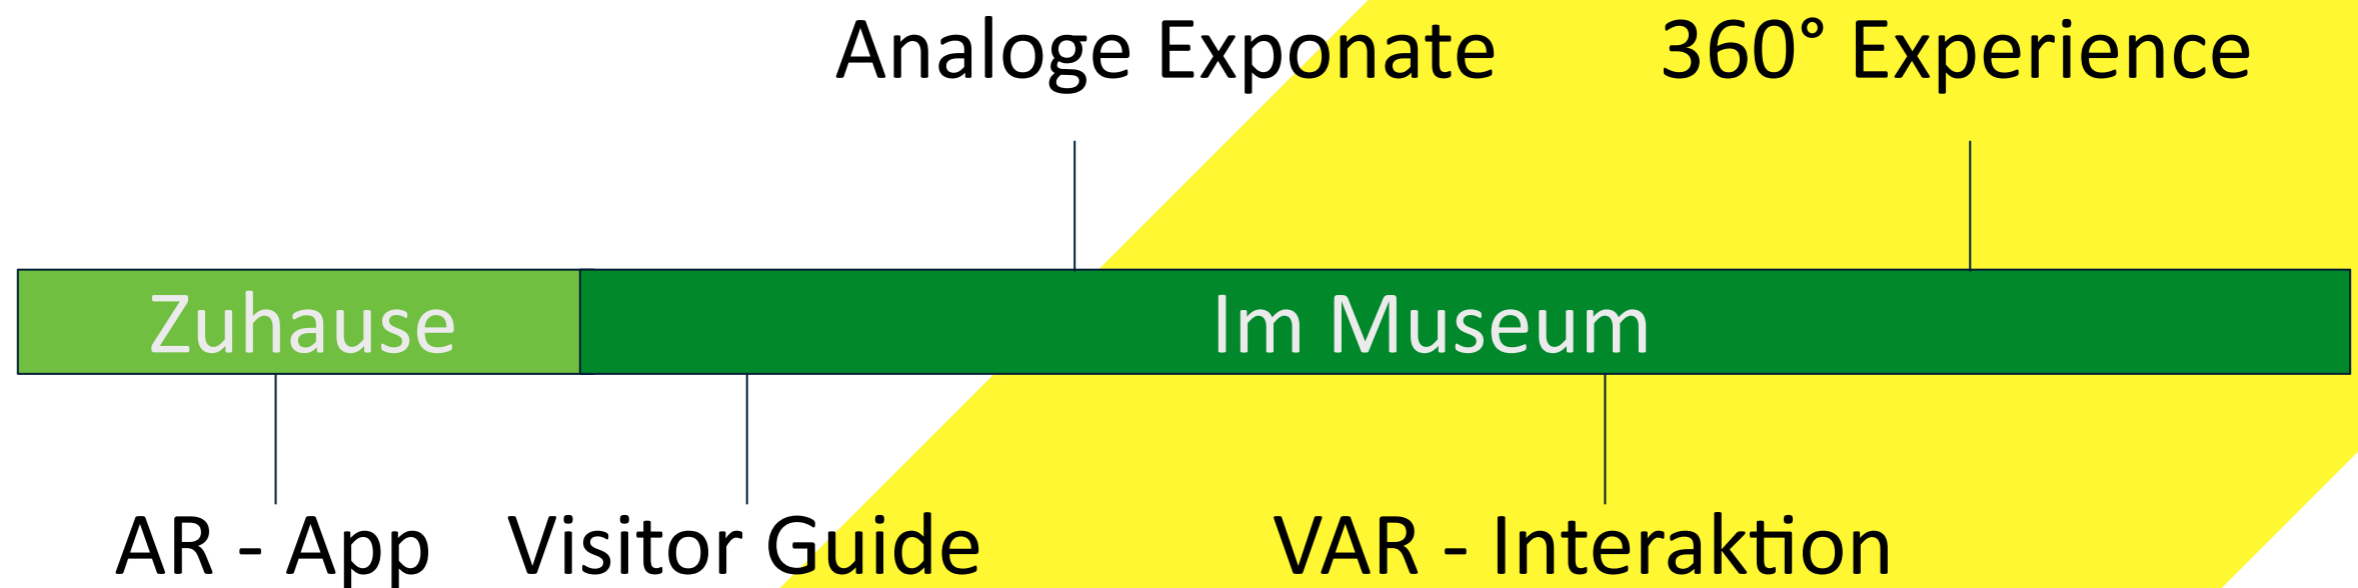 Analoge Exponate
360° Experience
Zuhause
Im Museum
AR - App
Visitor Guide
VAR - Interaktion